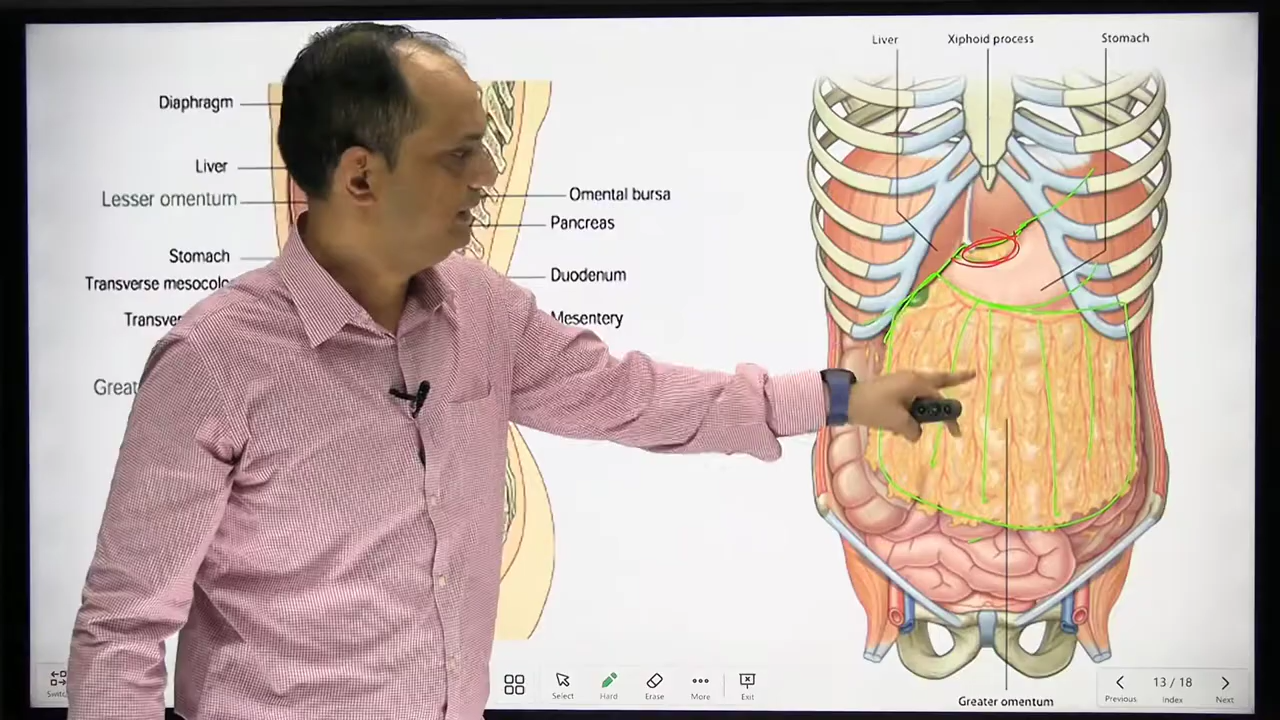 Diaphragm
Liver
Lesser omentum
Stomach
Transverse mesocolo
Transver
Great
Omental bursa
Pancreas
Duodenum
Mesentery
Liver
Xiphoid process
Stomach
Greater omentum
Select
Hard
Erase
More
Exit
13 / 18
Previous
Index
Next